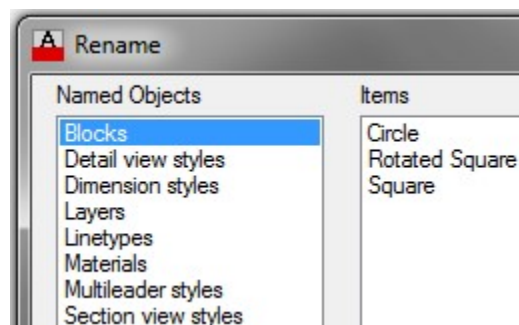 Rename
Named Objects
Blocks
Detail view styles
Dimension styles
Layers
Linetypes
Materials
Multileader styles
Section view styles
Items
Circle
Rotated Square
Square